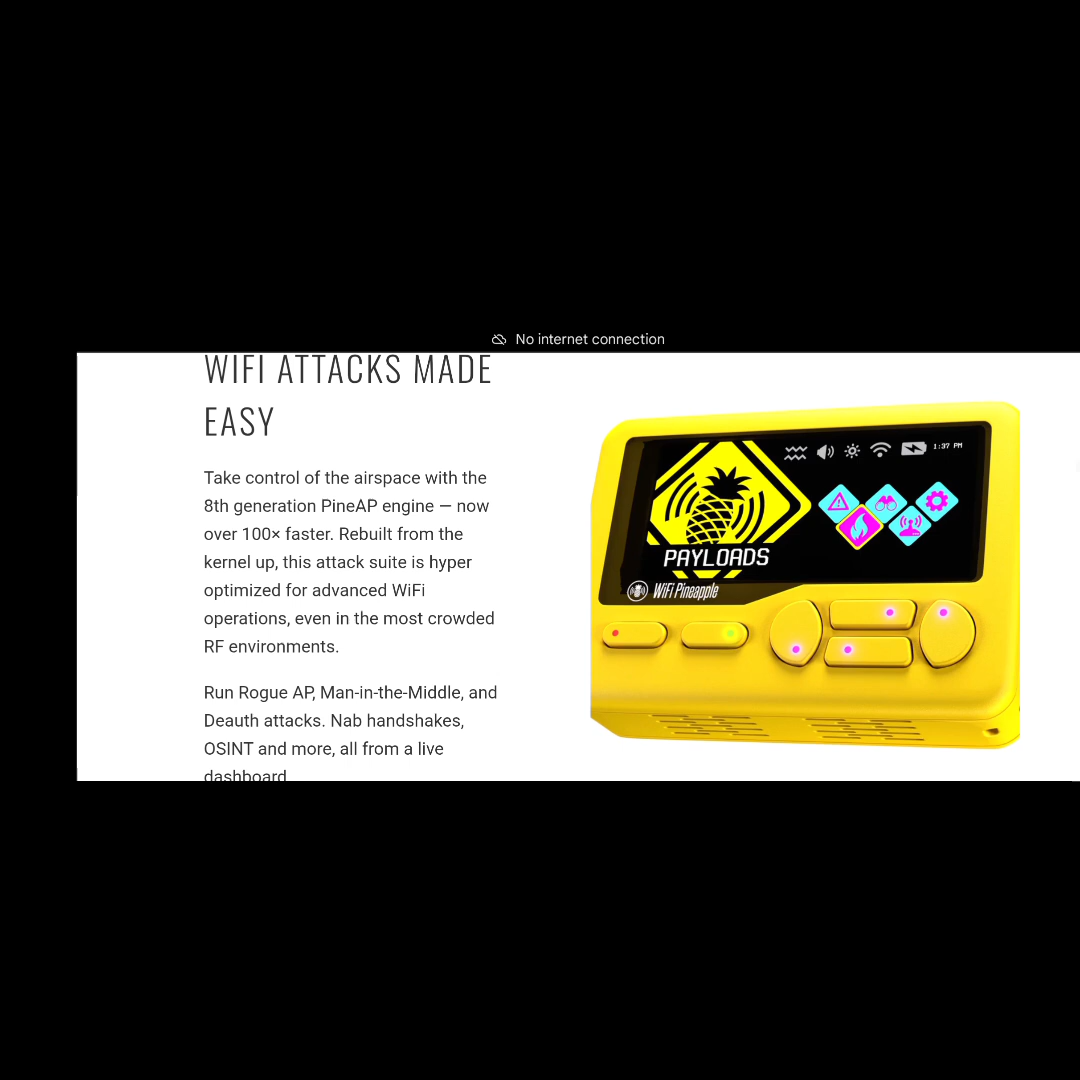 No internet connection
WIFI ATTACKS MADE
EASY
Take control of the airspace with the
8th generation PineAP engine — now
over 100× faster. Rebuilt from the
kernel up, this attack suite is hyper
optimized for advanced WiFi
operations, even in the most crowded
RF environments.
Run Rogue AP, Man-in-the-Middle, and
Deauth attacks. Nab handshakes,
OSINT and more, all from a live
dashboard
1:37 PM
PAYLOADS
WiFi Pineapple